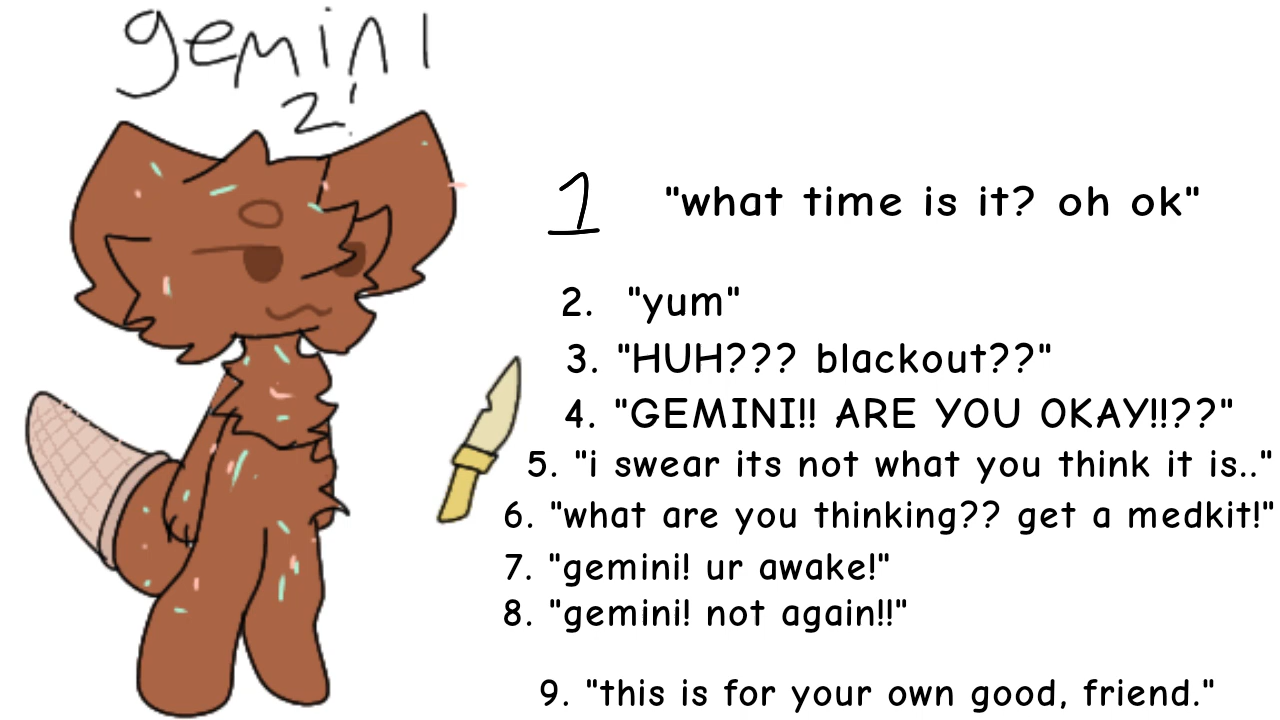 gemini
2!
1 "what time is it? oh ok"
2. "yum"
3. "HUH??? blackout??"
4. "GEMINI!! ARE YOU OKAY!!??"
5. "i swear its not what you think it is.."
6. "what are you thinking?? get a medkit!"
7. "gemini! ur awake!"
8. "gemini! not again!!"
9. "this is for your own good, friend."